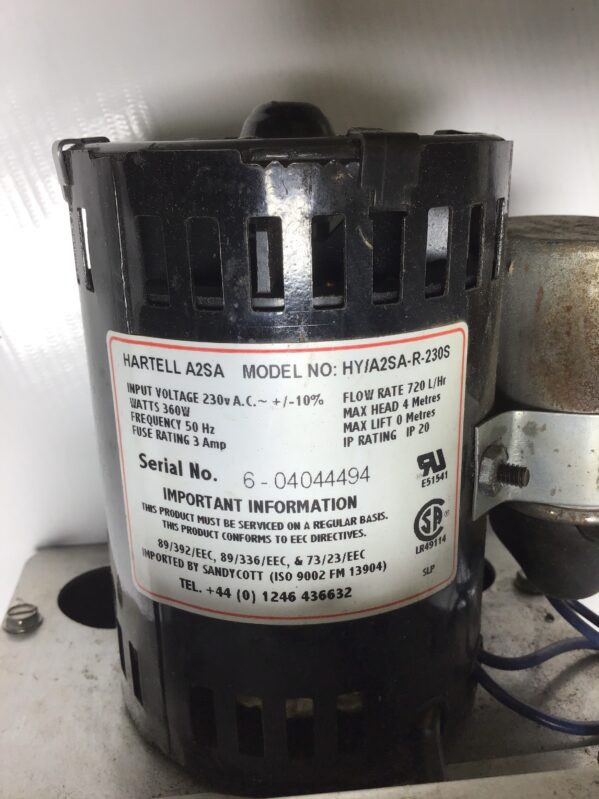 HARTELL A2SA MODEL NO: HY/A2SA-R-230S
INPUT VOLTAGE 230v A.C.~ +/-10%
WATTS 360W
FREQUENCY 50 Hz
FUSE RATING 3 Amp
FLOW RATE 720 L/Hr
MAX HEAD 4 Metres
MAX LIFT 0 Metres
IP RATING IP 20
Serial No. 6-04044494
IMPORTANT INFORMATION
THIS PRODUCT MUST BE SERVICED ON A REGULAR BASIS.
THIS PRODUCT CONFORMS TO EEC DIRECTIVES.
89/392/EEC, 89/336/EEC, & 73/23/EEC
IMPORTED BY SANDYCOTT (ISO 9002 FM 13904)
TEL. +44 (0) 1246 436632
RU
E51541
SA ®
LR49114
SLP